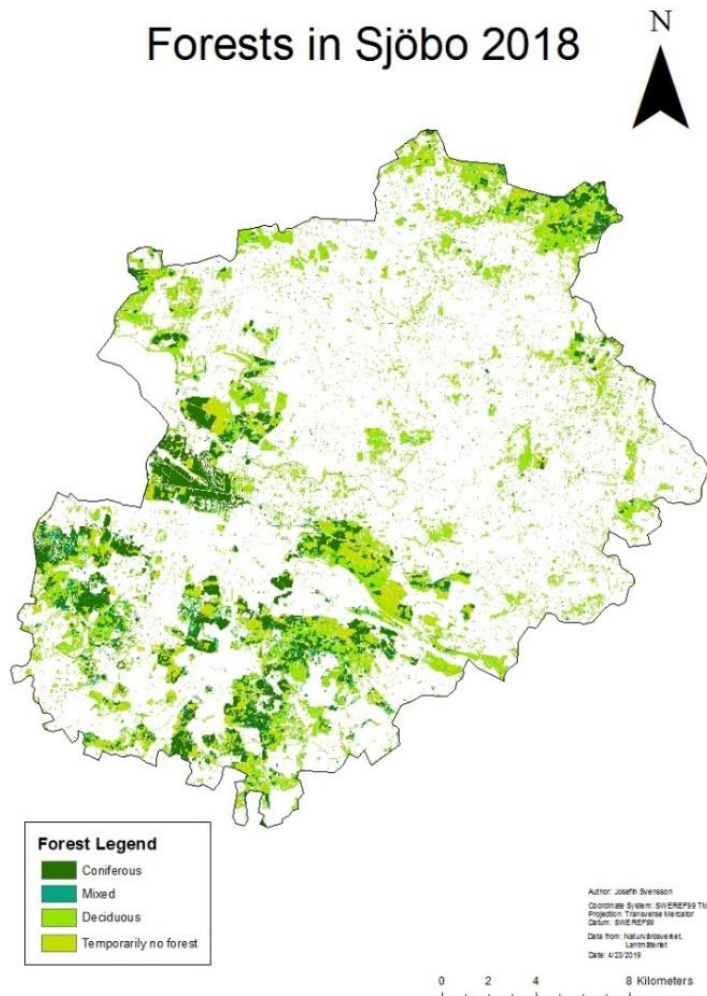 Forests in Sjöbo 2018
N
Forest Legend
Coniferous
Mixed
Deciduous
Temporarily no forest
Author: Josefin Svensson
Coordinate System: SWEREF99 TM
Projection: Transverse Mercator
Datum: SWEREF99
Data from: Naturvårdsverket,
Lantmäteriet
Date: 4/23/2019
0 2 4 8 Kilometers